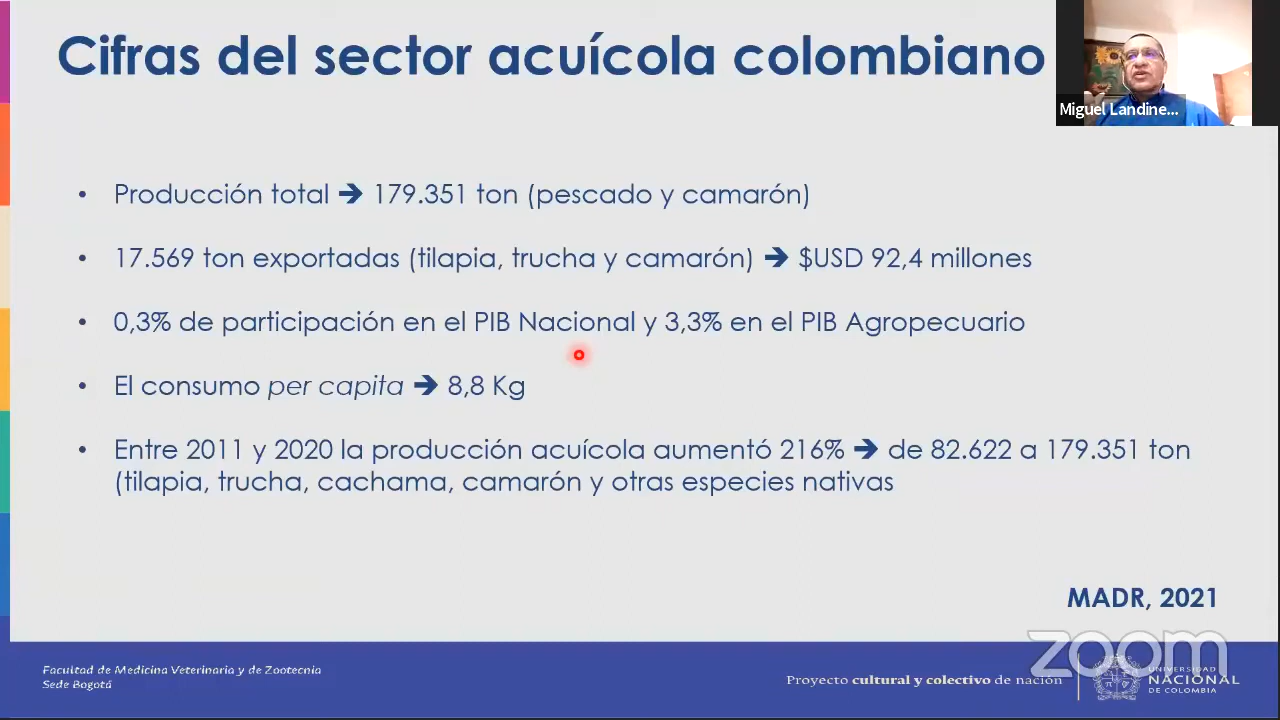 Cifras del sector acuícola colombiano
Miguel Landine...
• Producción total ➔ 179.351 ton (pescado y camarón)
• 17.569 ton exportadas (tilapia, trucha y camarón) ➔ $USD 92,4 millones
• 0,3% de participación en el PIB Nacional y 3,3% en el PIB Agropecuario
• El consumo per capita ➔ 8,8 Kg
• Entre 2011 y 2020 la producción acuícola aumentó 216% ➔ de 82.622 a 179.351 ton
(tilapia, trucha, cachama, camarón y otras especies nativas
MADR, 2021
zoom
Facultad de Medicina Veterinaria y de Zootecnia
Sede Bogotá
Proyecto cultural y colectivo de nación
UNIVERSIDAD
NACIONAL
DE COLOMBIA